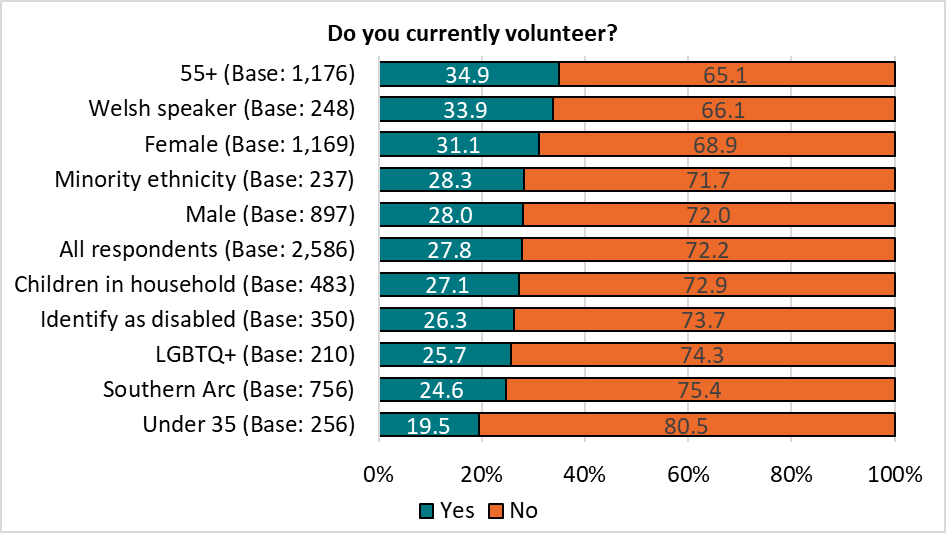 Do you currently volunteer?
55+ (Base: 1,176) 34.9 65.1
Welsh speaker (Base: 248) 33.9 66.1
Female (Base: 1,169) 31.1 68.9
Minority ethnicity (Base: 237) 28.3 71.7
Male (Base: 897) 28.0 72.0
All respondents (Base: 2,586) 27.8 72.2
Children in household (Base: 483) 27.1 72.9
Identify as disabled (Base: 350) 26.3 73.7
LGBTQ+ (Base: 210) 25.7 74.3
Southern Arc (Base: 756) 24.6 75.4
Under 35 (Base: 256) 19.5 80.5
0% 20% 40% 60% 80% 100%
Yes No